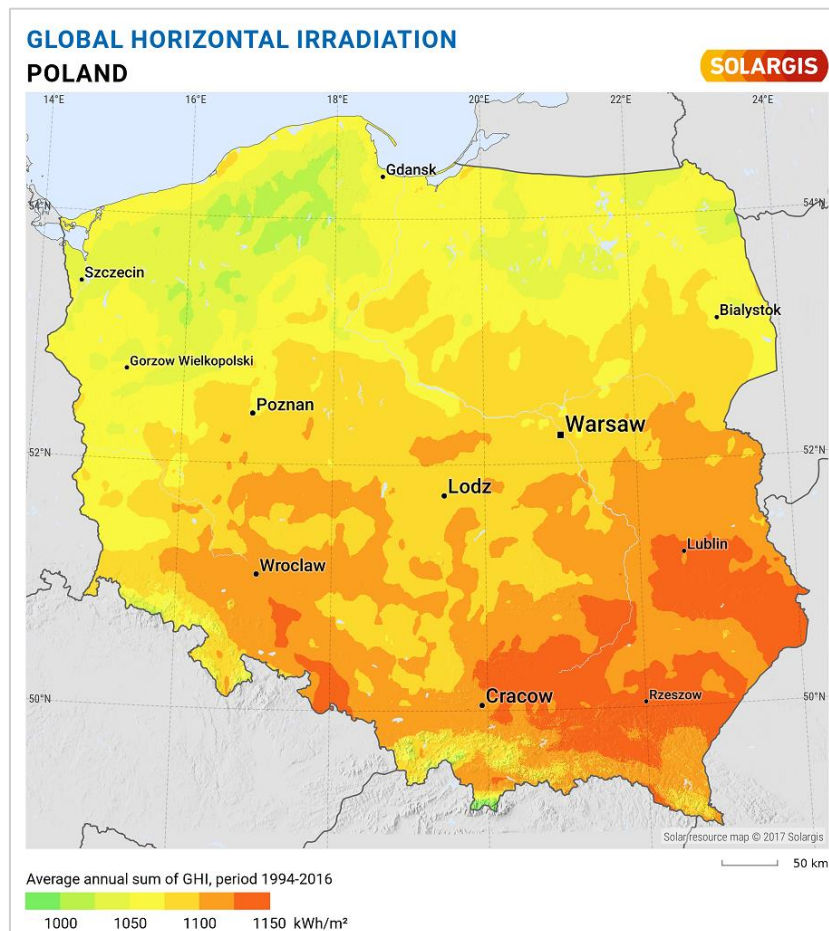 GLOBAL HORIZONTAL IRRADIATION
POLAND
SOLARGIS
14°E 16°E 18°E 20°E 22°E 24°E
Gdansk
54°N 54°N
Szczecin
Bialystok
Gorzow Wielkopolski
Poznan
Warsaw
52°N 52°N
Lodz
Lublin
Wroclaw
50°N 50°N
Cracow Rzeszow
Solar resource map © 2017 Solargis
50 km
Average annual sum of GHI, period 1994-2016
1000 1050 1100 1150 kWh/m²